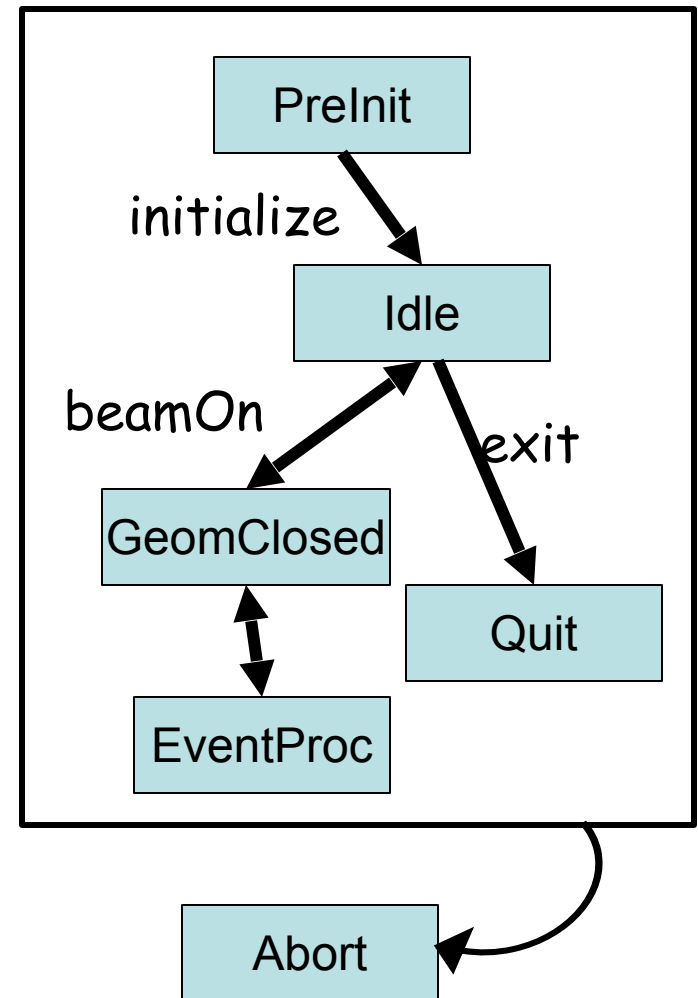 PreInit
initialize
Idle
beamOn
exit
GeomClosed
Quit
EventProc
Abort